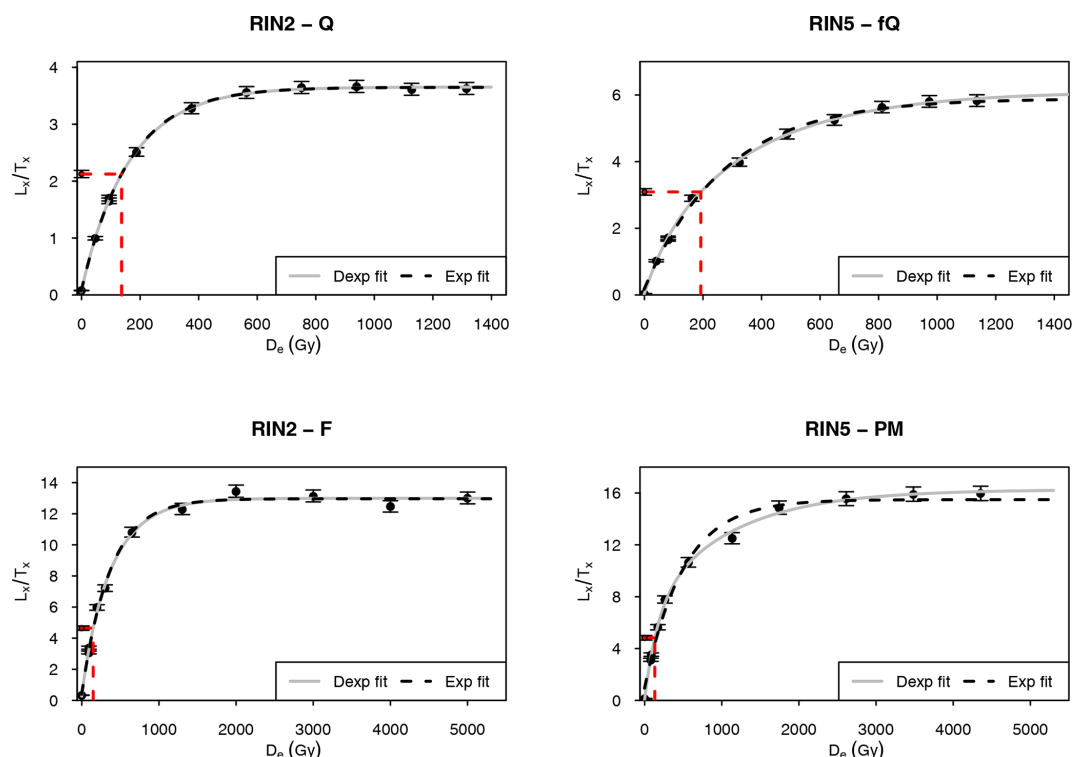 RIN2 – Q
4
3
2
1
0
Lx/Tx
0 200 400 600 800 1000 1200 1400
De (Gy)
Dexp fit Exp fit
RIN5 – fQ
6
4
2
0
Lx/Tx
0 200 400 600 800 1000 1200 1400
De (Gy)
Dexp fit Exp fit
RIN2 – F
14
12
10
8
6
4
2
0
Lx/Tx
0 1000 2000 3000 4000 5000
De (Gy)
Dexp fit Exp fit
RIN5 – PM
16
12
8
4
0
Lx/Tx
0 1000 2000 3000 4000 5000
De (Gy)
Dexp fit Exp fit